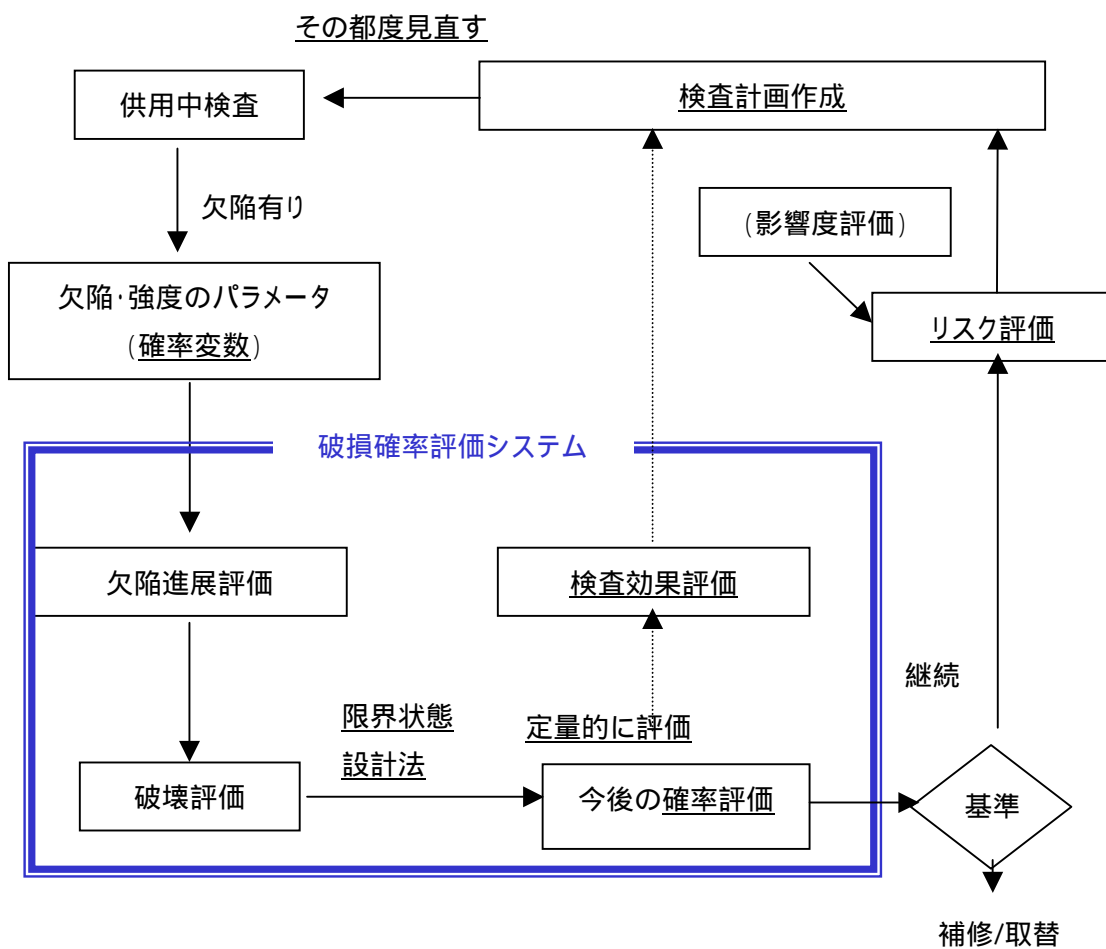 その都度見直す
検査計画作成
供用中検査
欠陥有り
(影響度評価)
欠陥・強度のパラメータ
(確率変数)
リスク評価
破損確率評価システム
欠陥進展評価
検査効果評価
継続
限界状態
設計法
定量的に評価
破壊評価
今後の確率評価
基準
補修/取替